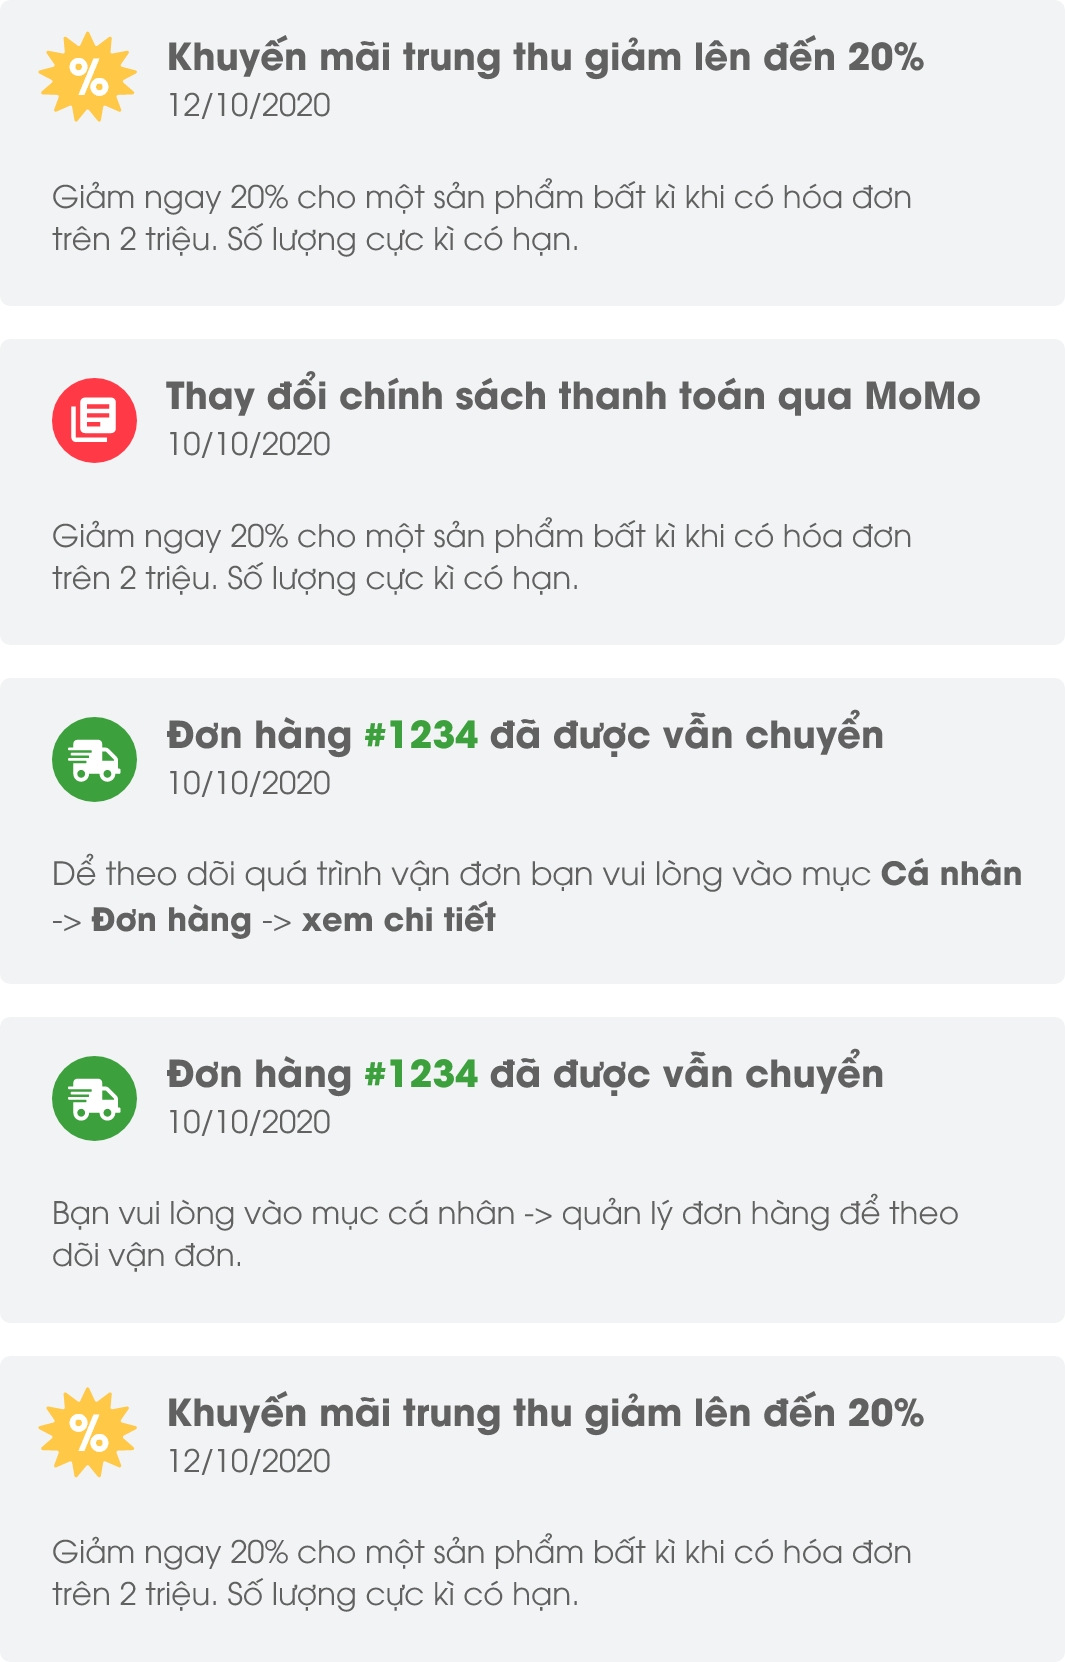 Khuyến mãi trung thu giảm lên đến 20%
12/10/2020
Giảm ngay 20% cho một sản phẩm bất kì khi có hóa đơn
trên 2 triệu. Số lượng cực kì có hạn.
Thay đổi chính sách thanh toán qua MoMo
10/10/2020
Giảm ngay 20% cho một sản phẩm bất kì khi có hóa đơn
trên 2 triệu. Số lượng cực kì có hạn.
Đơn hàng #1234 đã được vẫn chuyển
10/10/2020
Dể theo dõi quá trình vận đơn bạn vui lòng vào mục Cá nhân
-> Đơn hàng -> xem chi tiết
Đơn hàng #1234 đã được vẫn chuyển
10/10/2020
Bạn vui lòng vào mục cá nhân -> quản lý đơn hàng để theo
dõi vận đơn.
Khuyến mãi trung thu giảm lên đến 20%
12/10/2020
Giảm ngay 20% cho một sản phẩm bất kì khi có hóa đơn
trên 2 triệu. Số lượng cực kì có hạn.